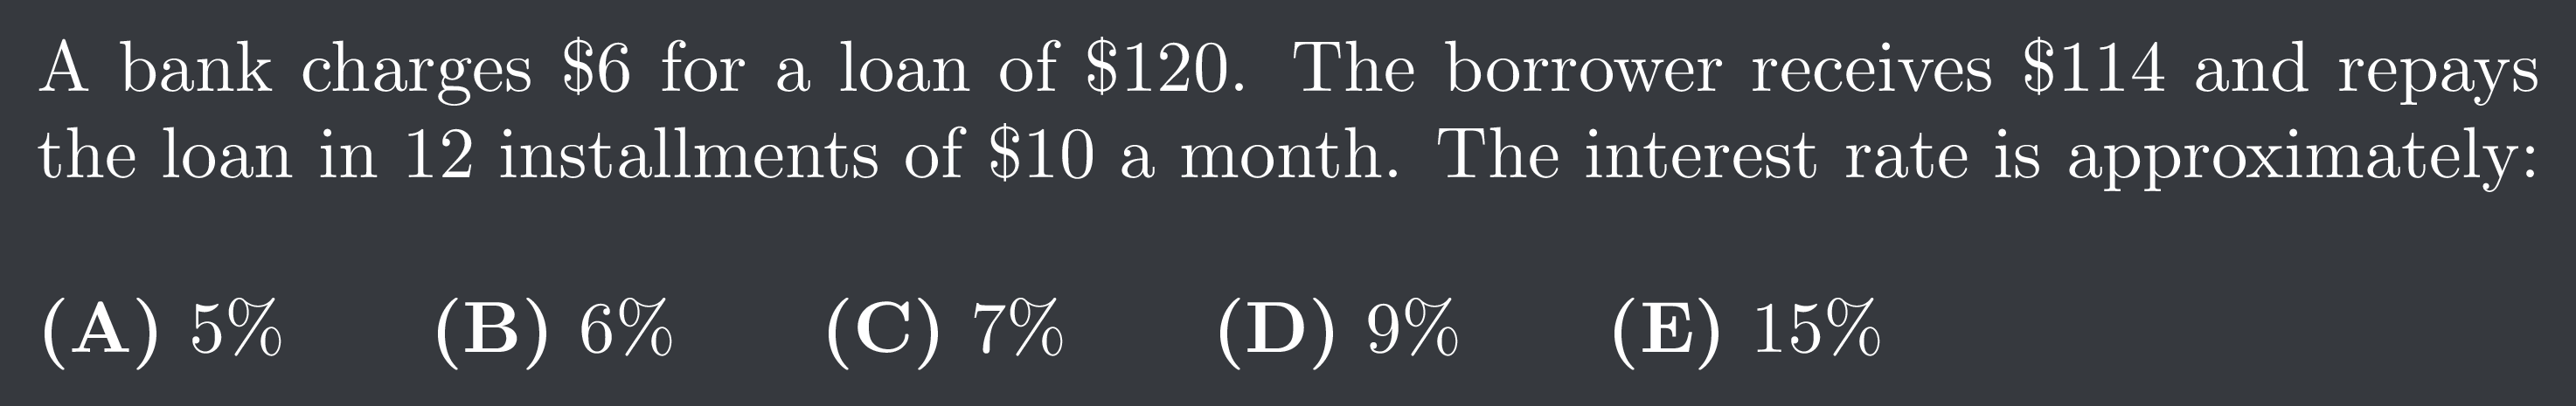 A bank charges $6 for a loan of $120. The borrower receives $114 and repays
the loan in 12 installments of $10 a month. The interest rate is approximately:
(A) 5% (B) 6% (C) 7% (D) 9% (E) 15%